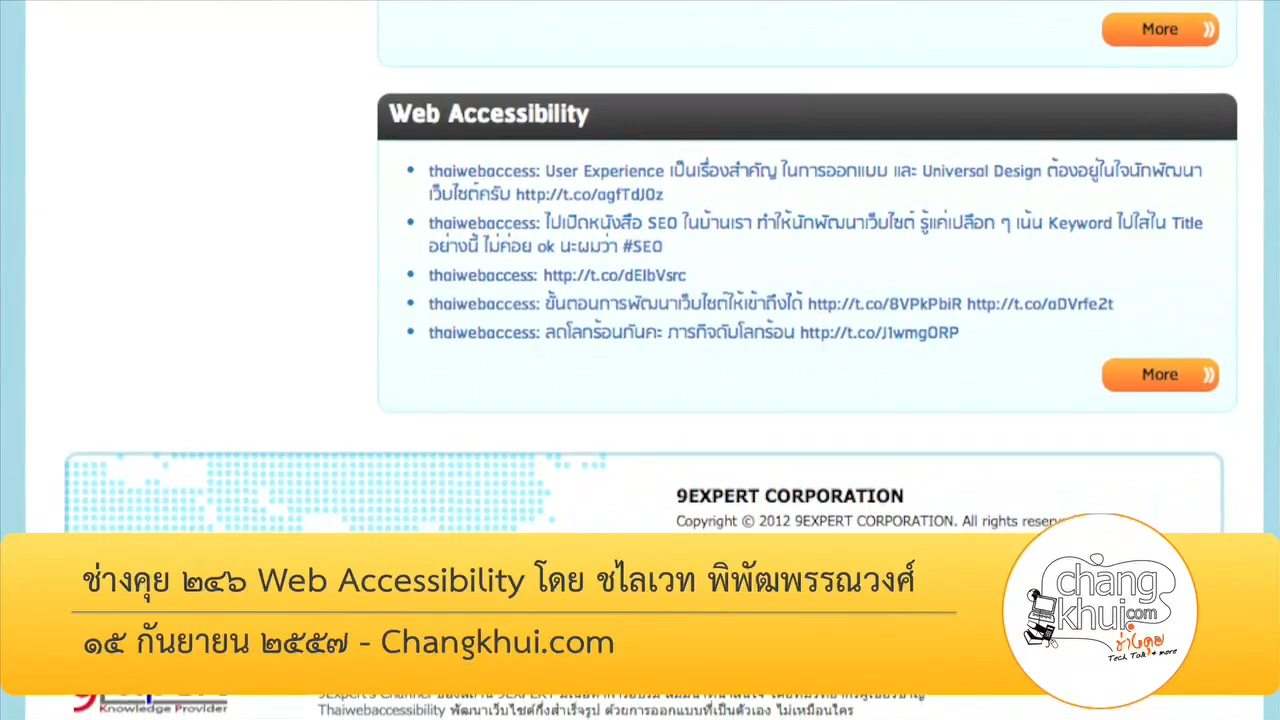 More
Web Accessibility
thaiwebaccess: User Experience เป็นเรื่องสำคัญ ในการออกแบบ และ Universal Design ต้องอยู่ในใจนักพัฒนา
เว็บไซต์ครับ http://t.co/agfTdJ0z
thaiwebaccess: ไปเปิดหนังสือ SEO ในบ้านเรา ทำให้นักพัฒนาเว็บไซต์ รู้แค่เปลือก ๆ เน้น Keyword ไปใส่ใน Title
อย่างนี้ ไม่ค่อย ok นะผมว่า #SEO
thaiwebaccess: http://t.co/dElbVsrc
thaiwebaccess: ขั้นตอนการพัฒนาเว็บไซต์ให้เข้าถึงได้ http://t.co/8VPkPbiR http://t.co/aDVrfe2t
thaiwebaccess: ลดโลกร้อนกันคะ ภารกิจดับโลกร้อน http://t.co/J1wmgORP
More
9EXPERT CORPORATION
Copyright © 2012 9EXPERT CORPORATION. All rights
ช่างคุย ๒๔๖ Web Accessibility โดย ชไลเวท พิพัฒพรรณวงศ์
๑๕ กันยายน ๒๕๕๗ - Changkhui.com
chang
khui.com
ช่างคุย
Tech Talk + more
Knowledge Provider
Thaiwebaccessibility พัฒนาเว็บไซต์กึ่งสำเร็จรูป ด้วยการออกแบบที่เป็นตัวเอง ไม่เหมือนใคร